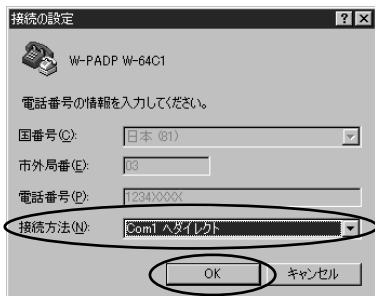 接続の設定
W-PADP W-64C1
電話番号の情報を入力してください。
国番号(C): 日本 (81)
市外局番(E): 03
電話番号(P): 1234XXXX
接続方法(N): Com1 へダイレクト
OK キャンセル